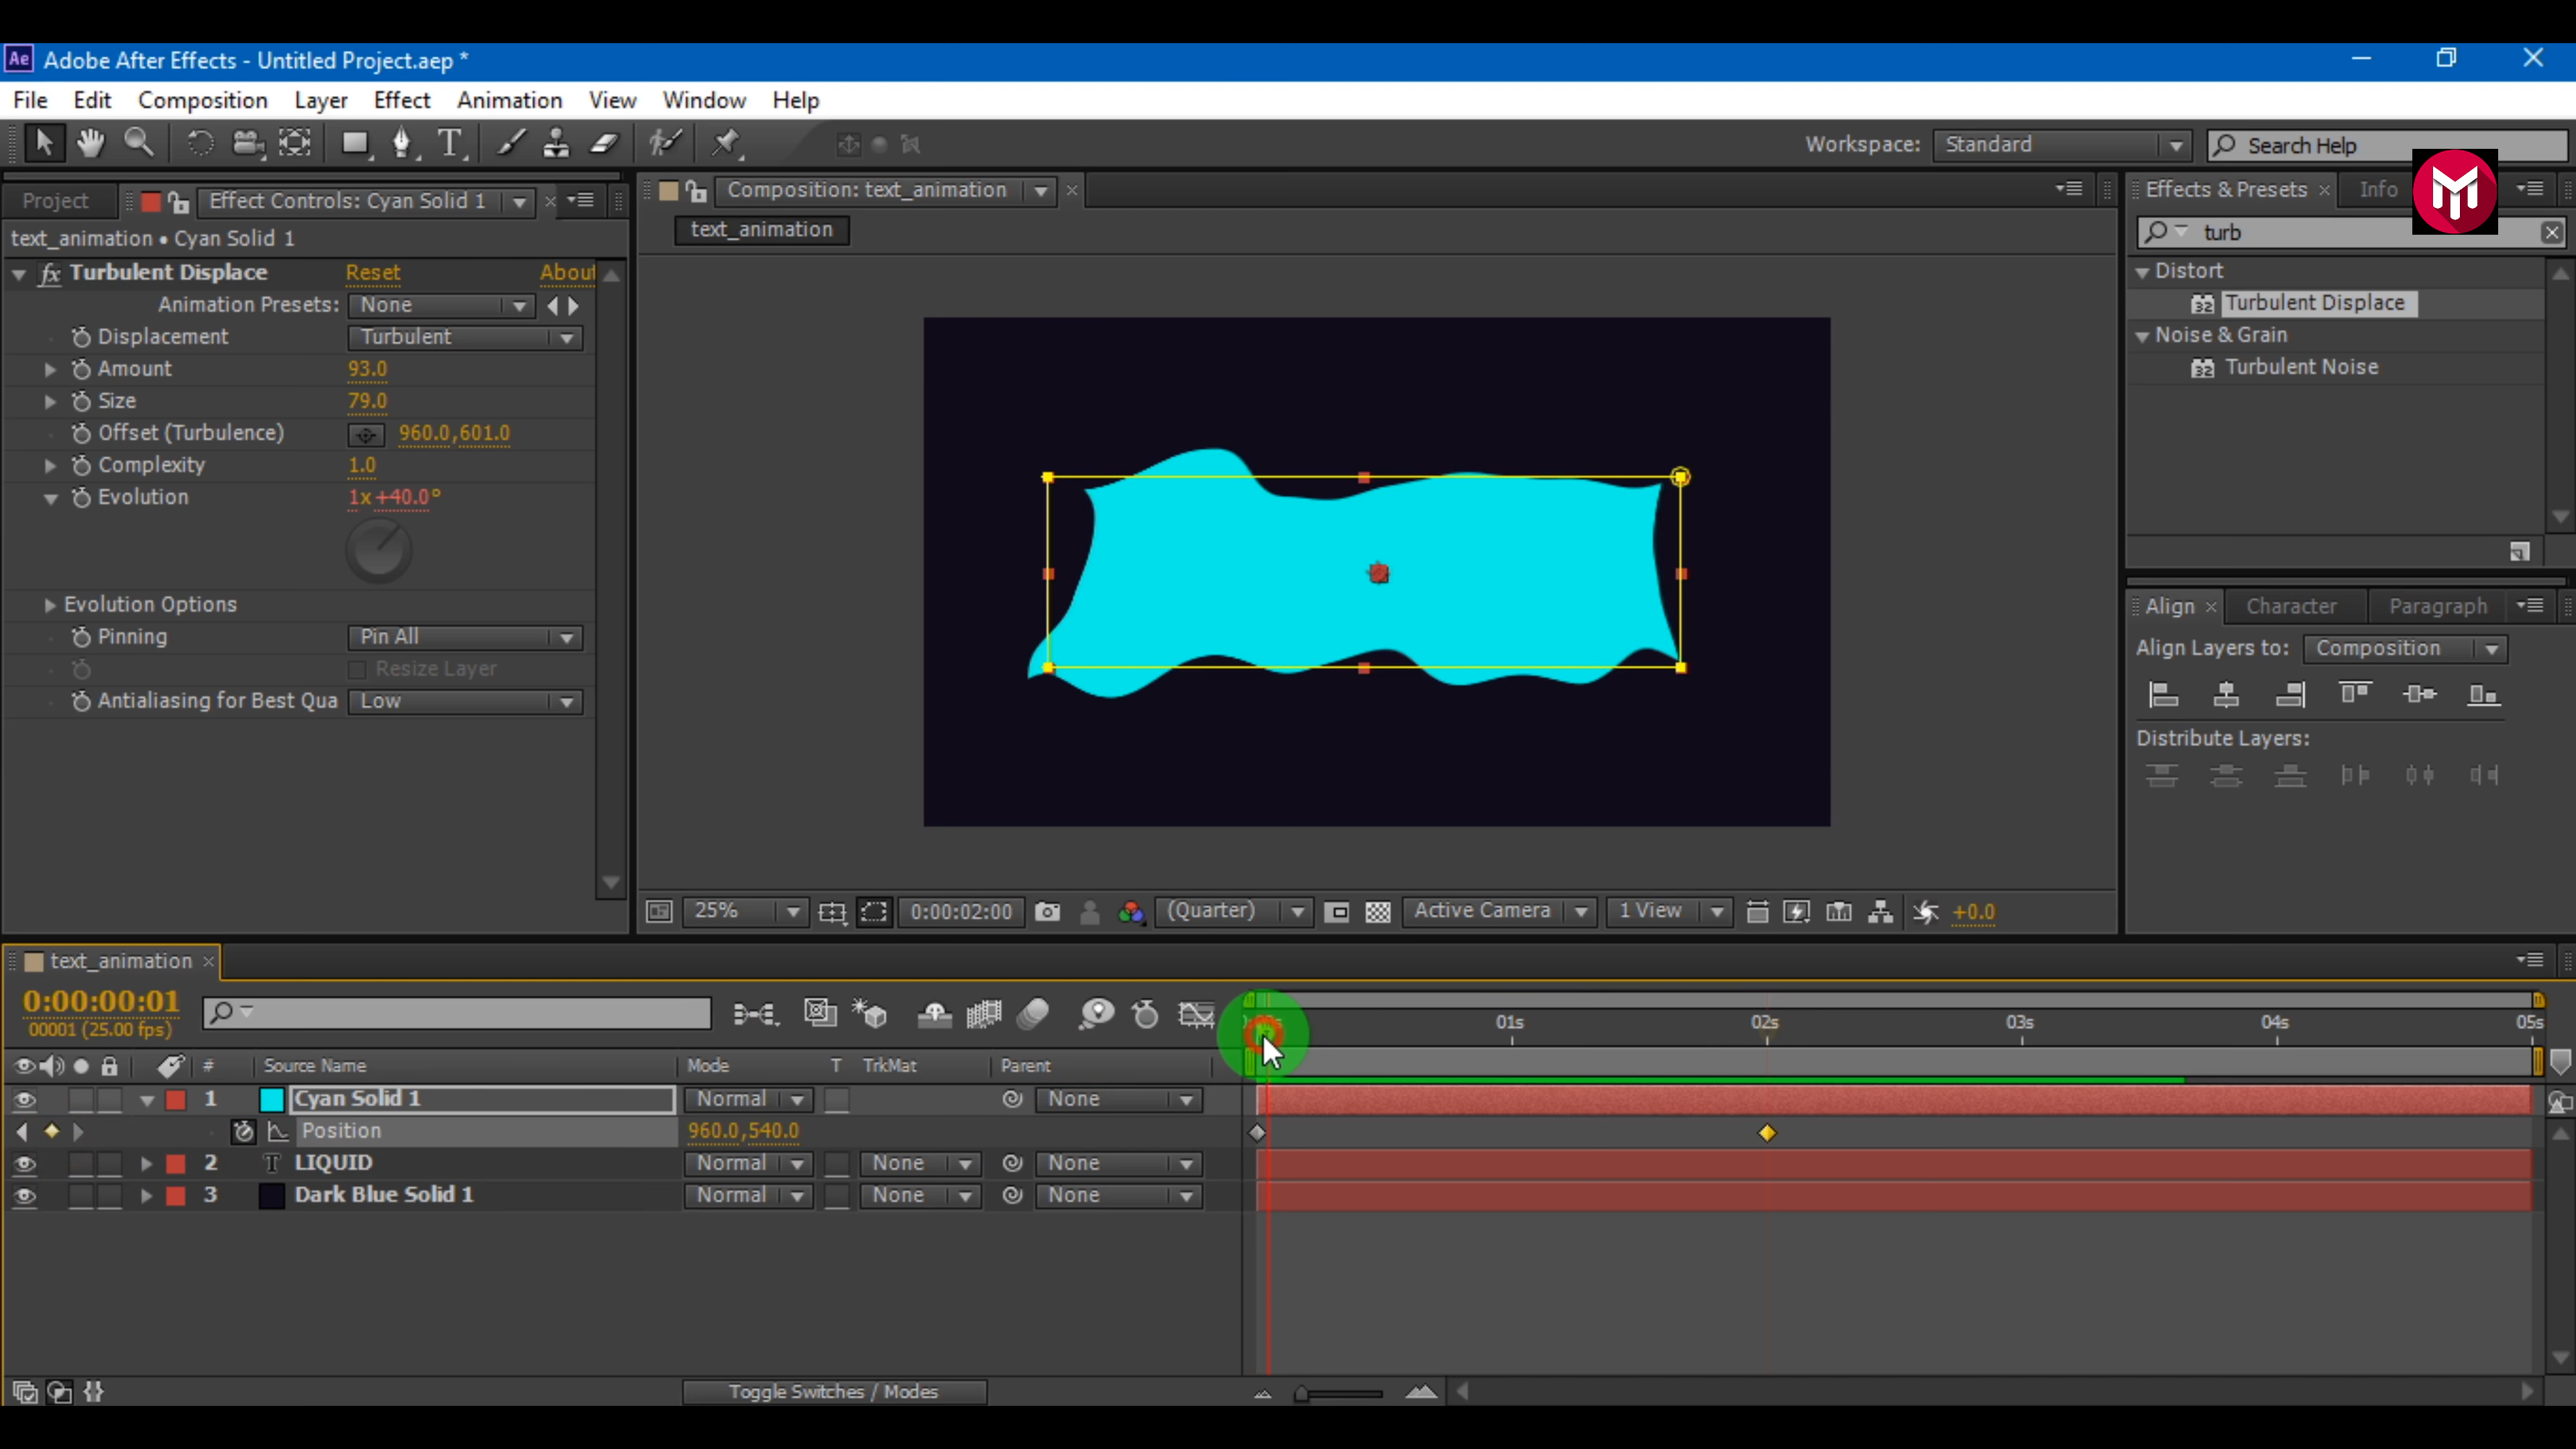 Ae Adobe After Effects - Untitled Project.aep *
File Edit Composition Layer Effect Animation View Window Help
Workspace: Standard Search Help
Project Effect Controls: Cyan Solid 1
Composition: text_animation
Effects & Presets Info
text_animation
turb
text_animation • Cyan Solid 1
fx Turbulent Displace Reset About
Animation Presets: None
Displacement Turbulent
Amount 93.0
Size 79.0
Offset (Turbulence) 960.0,601.0
Complexity 1.0
Evolution 1x +40.0°
Evolution Options
Pinning Pin All
Resize Layer
Antialiasing for Best Qua Low
Distort
32 Turbulent Displace
Noise & Grain
32 Turbulent Noise
Align Character Paragraph
Align Layers to: Composition
Distribute Layers:
25% 0:00:02:00 (Quarter) Active Camera 1 View +0.0
text_animation
0:00:00:01
00001 (25.00 fps)
01s 02s 03s 04s 05s
# Source Name Mode T TrkMat Parent
1 Cyan Solid 1 Normal None
Position 960.0,540.0
2 T LIQUID Normal None None
3 Dark Blue Solid 1 Normal None None
Toggle Switches / Modes